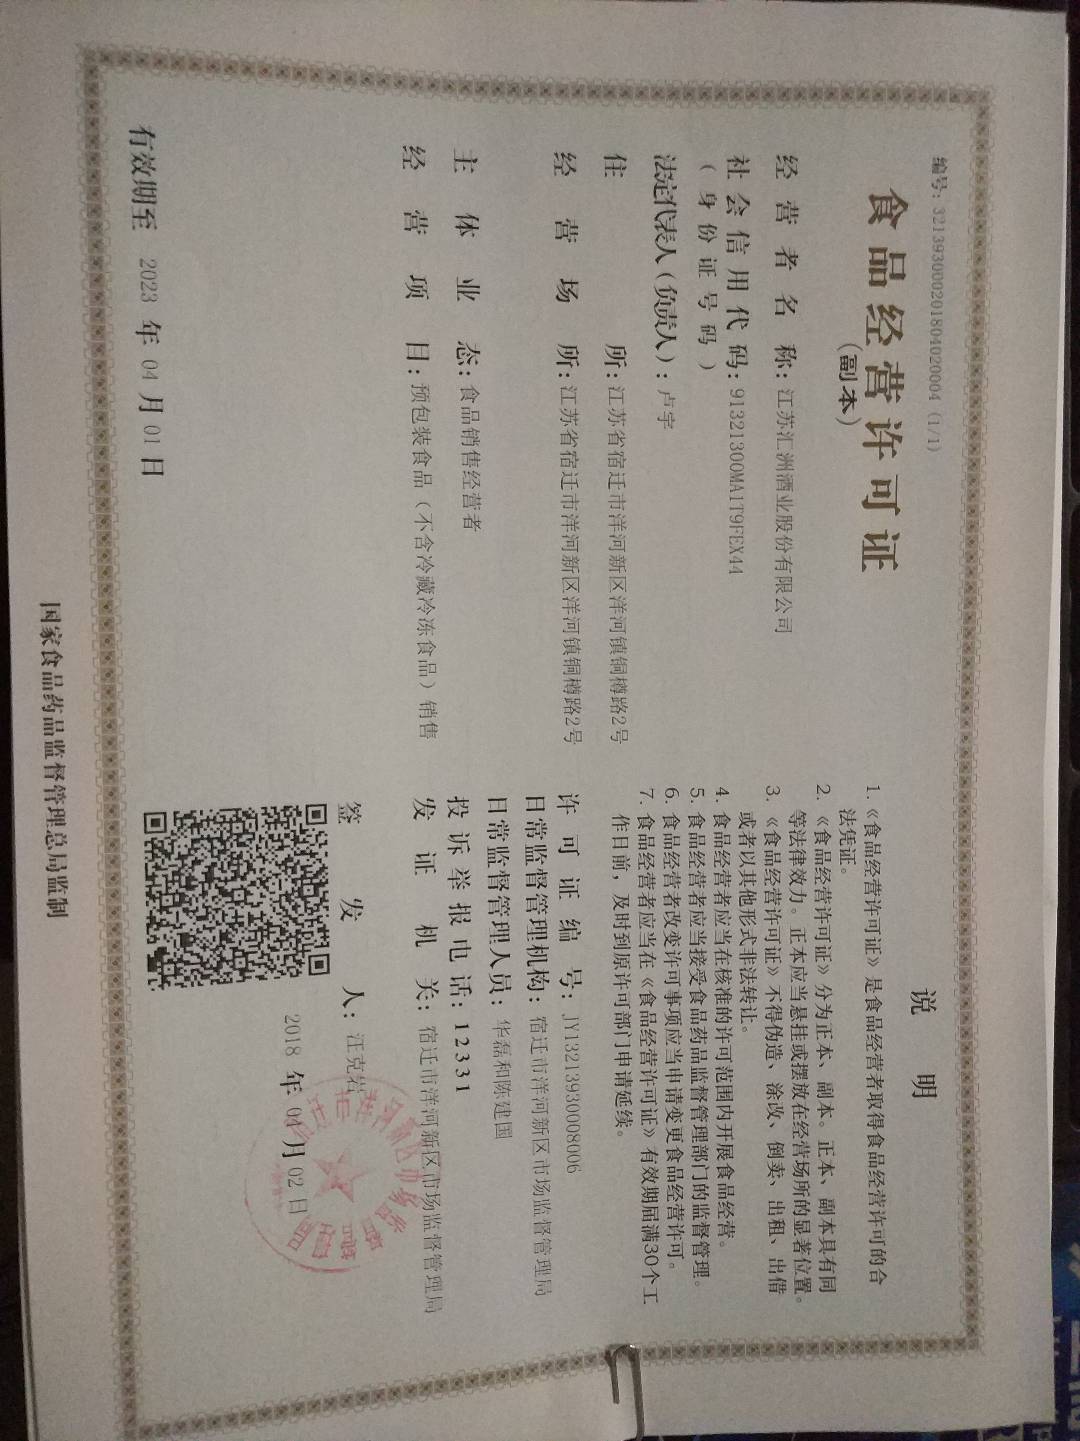 编号: 321393000201804020004 (1/1)
食品经营许可证
(副本)
经营者名称: 江苏汇洲酒业股份有限公司
社会信用代码: 91321300MA1T9FEX44
(身份证号码)
法定代表人(负责人): 卢宇
住所: 江苏省宿迁市洋河新区洋河镇铜樽路2号
经营场所: 江苏省宿迁市洋河新区洋河镇铜樽路2号
主体业态: 食品销售经营者
经营项目: 预包装食品(不含冷藏冷冻食品)销售
有效期至 2023 年 04 月 01 日
说明
1.《食品经营许可证》是食品经营者取得食品经营许可的合
法凭证。
2.《食品经营许可证》分为正本、副本。正本、副本具有同
等法律效力。正本应当悬挂或摆放在经营场所的显著位置。
3.《食品经营许可证》不得伪造、涂改、倒卖、出租、出借
或者以其他形式非法转让。
4. 食品经营者应当在核准的许可范围内开展食品经营。
5. 食品经营者应当接受食品药品监督管理部门的监督管理。
6. 食品经营者改变许可事项应当申请变更食品经营许可。
7. 食品经营者应当在《食品经营许可证》有效期届满30个工
作日前,及时到原许可部门申请延续。
许可证编号: JY13213930008006
日常监督管理机构: 宿迁市洋河新区市场监督管理局
日常监督管理人员: 华磊和陈建国
投诉举报电话: 12331
发证机关: 宿迁市洋河新区市场监督管理局
签发人: 汪克岩
2018 年 04 月 02 日
国家食品药品监督管理总局监制